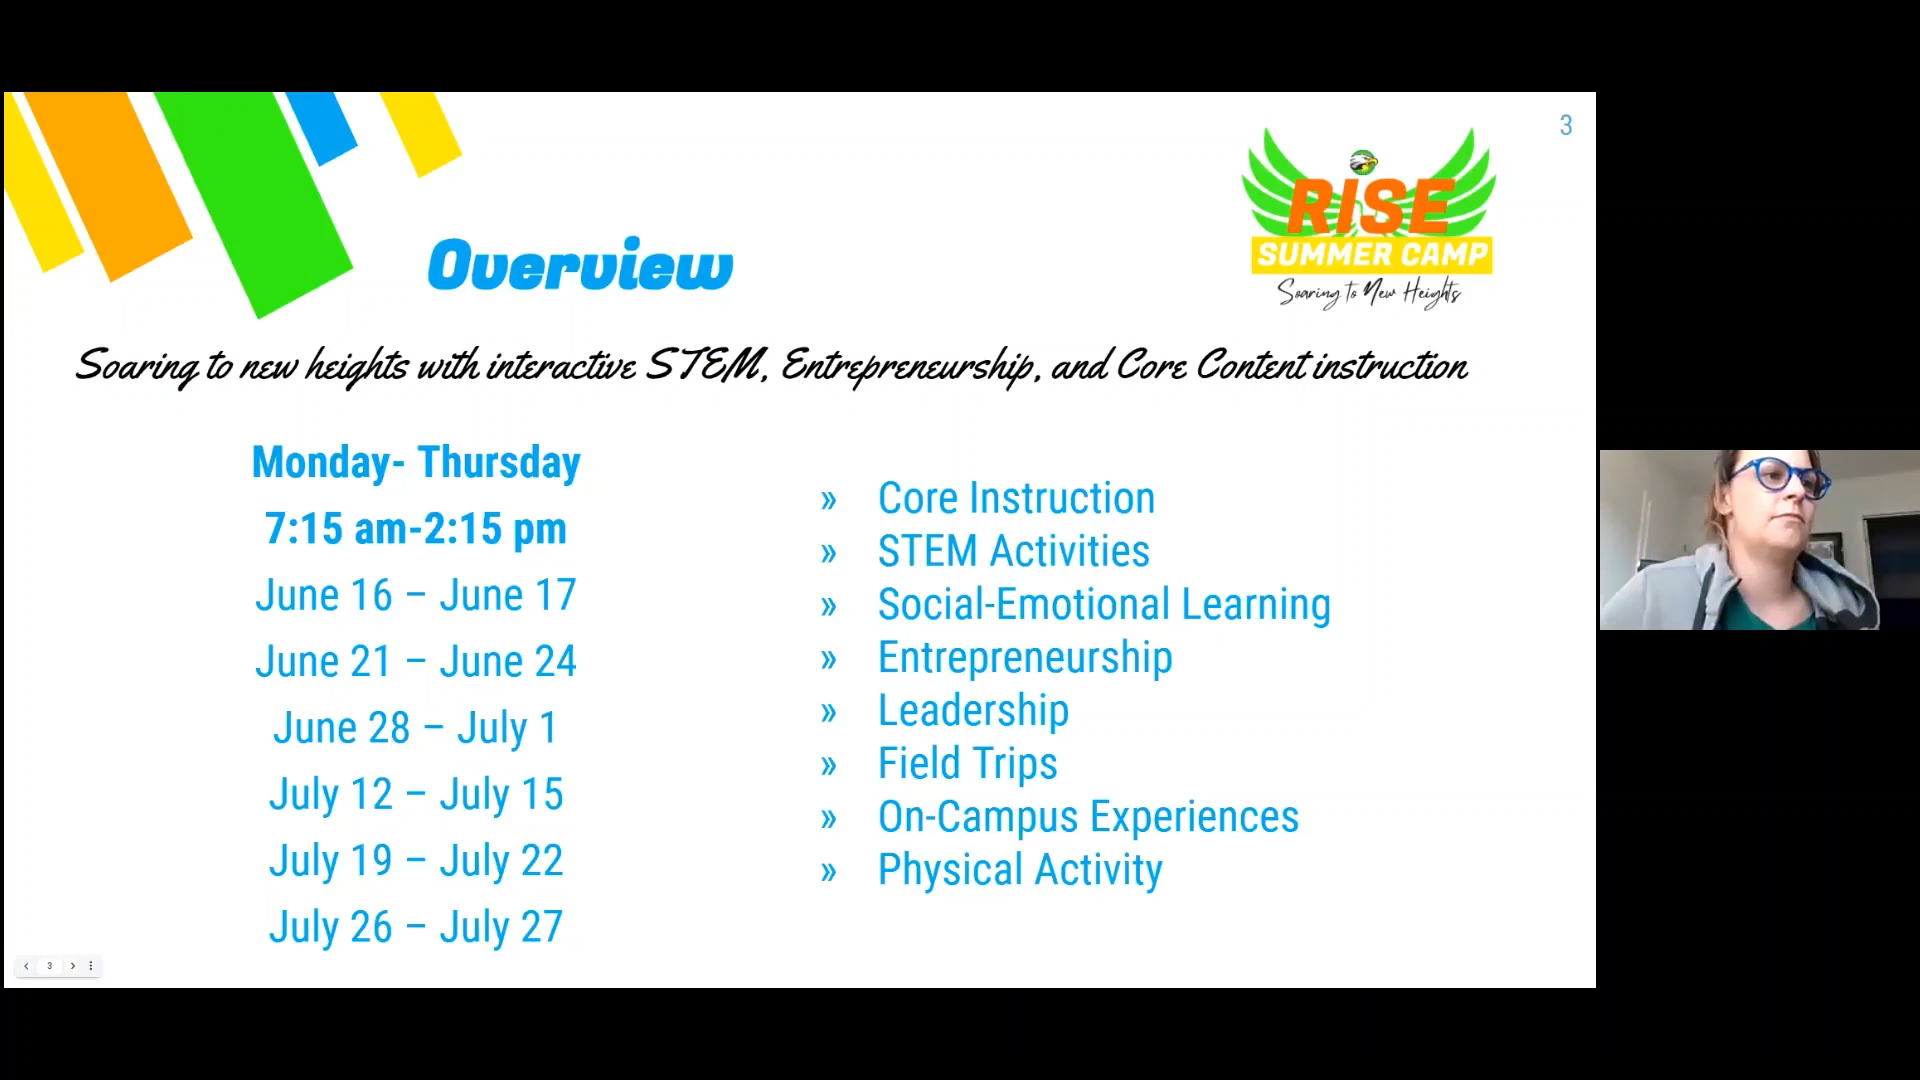 3
RISE
SUMMER CAMP
Soaring to New Heights
Overview
Soaring to new heights with interactive STEM, Entrepreneurship, and Core Content instruction
Monday- Thursday
7:15 am-2:15 pm
June 16 – June 17
June 21 – June 24
June 28 – July 1
July 12 – July 15
July 19 – July 22
July 26 – July 27
» Core Instruction
» STEM Activities
» Social-Emotional Learning
» Entrepreneurship
» Leadership
» Field Trips
» On-Campus Experiences
» Physical Activity
3